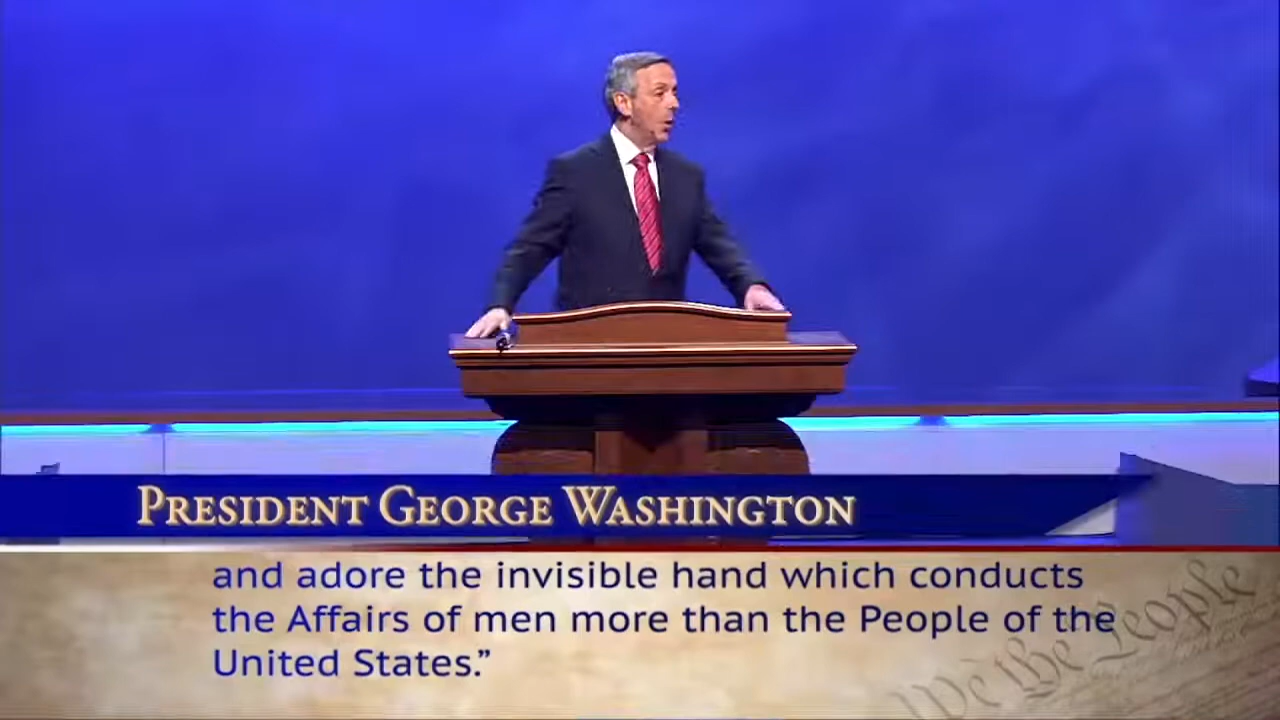 PRESIDENT GEORGE WASHINGTON
and adore the invisible hand which conducts
the Affairs of men more than the People of the
United States.”
We the People